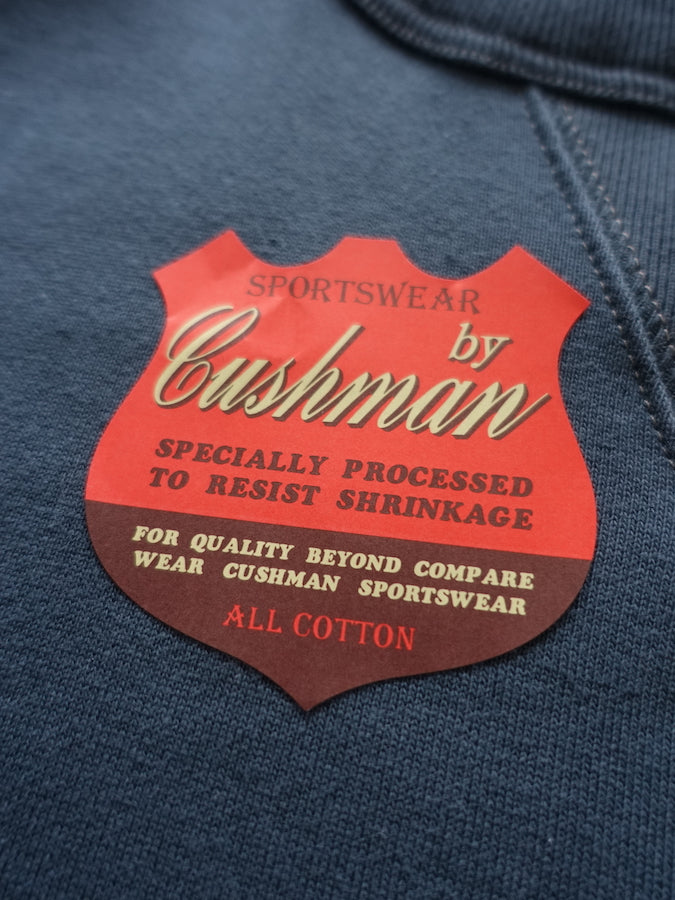 SPORTSWEAR
by
Cushman
SPECIALLY PROCESSED
TO RESIST SHRINKAGE
FOR QUALITY BEYOND COMPARE
WEAR CUSHMAN SPORTSWEAR
ALL COTTON